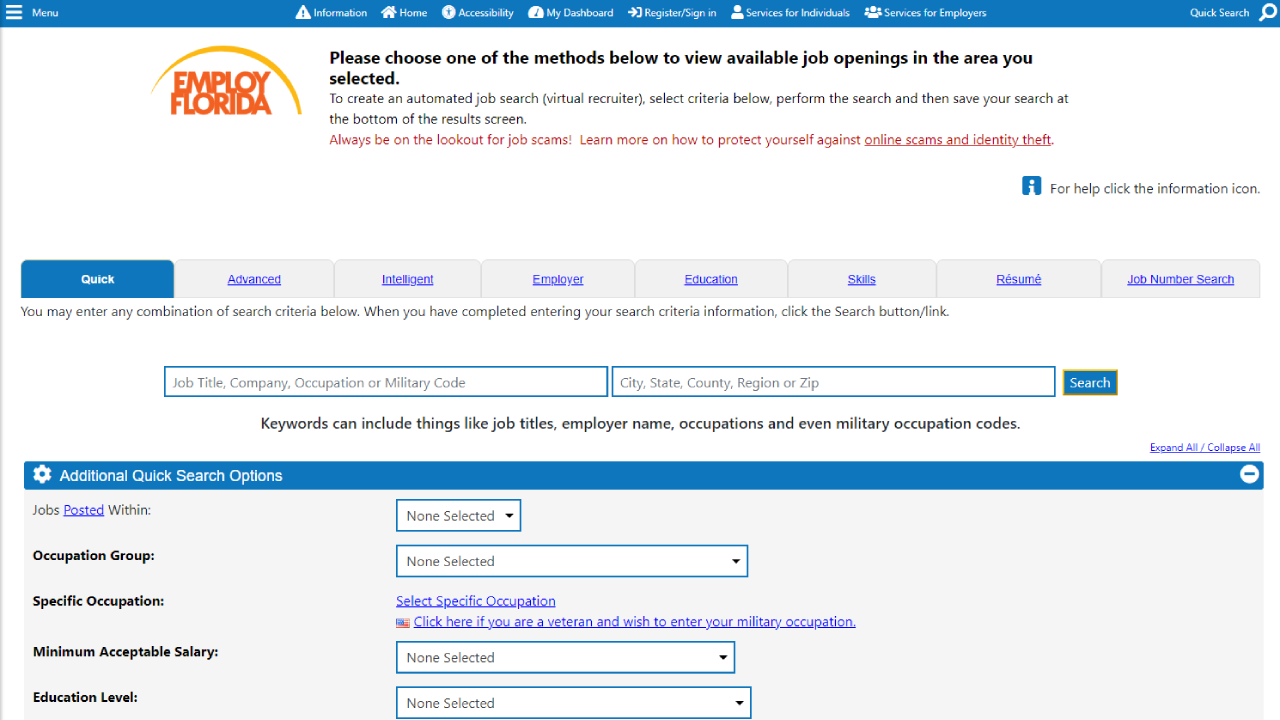 Menu
Information
Home
Accessibility
My Dashboard
Register/Sign in
Services for Individuals
Services for Employers
Quick Search
EMPLOY
FLORIDA
Please choose one of the methods below to view available job openings in the area you
selected.
To create an automated job search (virtual recruiter), select criteria below, perform the search and then save your search at
the bottom of the results screen.
Always be on the lookout for job scams!  Learn more on how to protect yourself against online scams and identity theft.
For help click the information icon.
Quick
Advanced
Intelligent
Employer
Education
Skills
Résumé
Job Number Search
You may enter any combination of search criteria below. When you have completed entering your search criteria information, click the Search button/link.
Job Title, Company, Occupation or Military Code
City, State, County, Region or Zip
Search
Keywords can include things like job titles, employer name, occupations and even military occupation codes.
Expand All / Collapse All
Additional Quick Search Options
Jobs Posted Within:
None Selected
Occupation Group:
None Selected
Specific Occupation:
Select Specific Occupation
Click here if you are a veteran and wish to enter your military occupation.
Minimum Acceptable Salary:
None Selected
Education Level:
None Selected